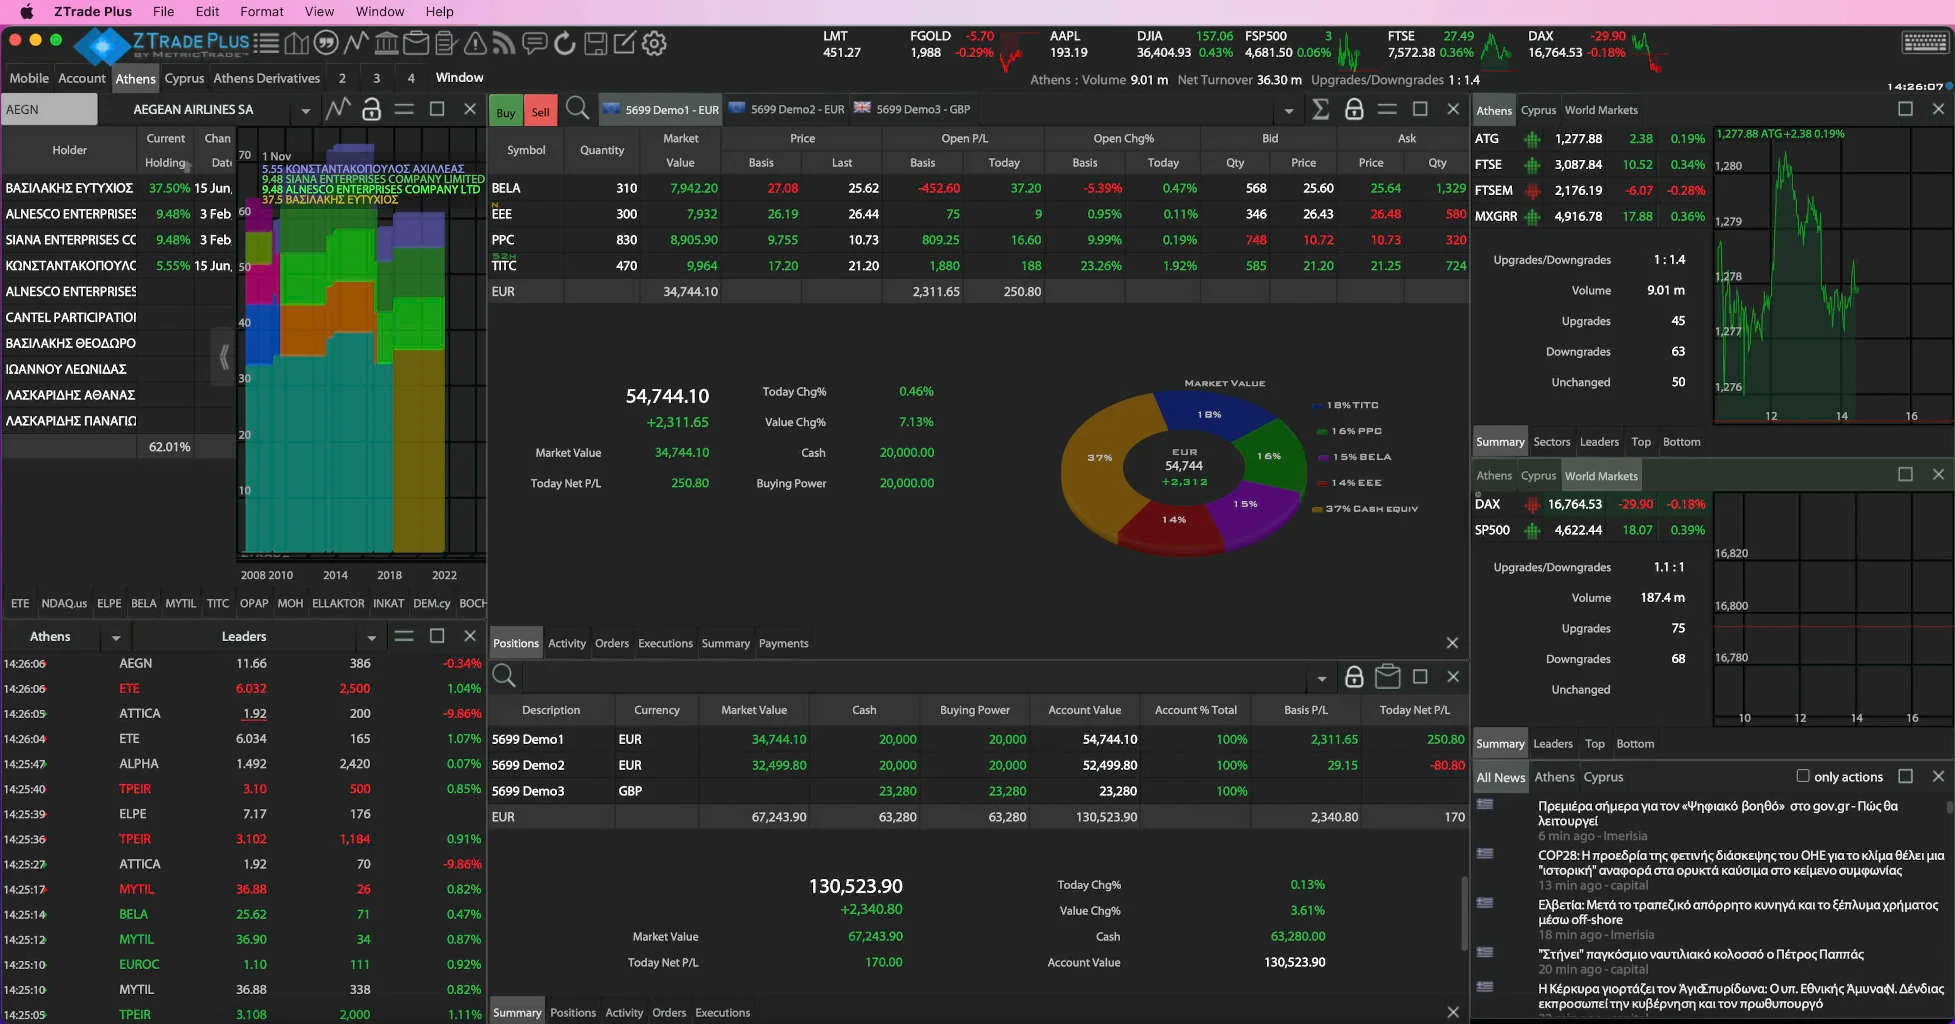 ZTrade Plus File Edit Format View Window Help
ZTRADE PLUS
BY METRICTRADE™
LMT
451.27
FGOLD -5.70
1,988 -0.29%
AAPL
193.19
DJIA 157.06
36,404.93 0.43%
FSP500 3
4,681.50 0.06%
FTSE 27.49
7,572.38 0.36%
DAX -29.90
16,764.53 -0.18%
Mobile Account Athens Cyprus Athens Derivatives 2 3 4 Window
Athens : Volume 9.01 m Net Turnover 36.30 m Upgrades/Downgrades 1 : 1.4
14:26:07
AEGN AEGEAN AIRLINES SA
Holder Current Holding Chan Date
ΒΑΣΙΛΑΚΗΣ ΕΥΤΥΧΙΟΣ 37.50% 15 Jun,
ALNESCO ENTERPRISES 9.48% 3 Feb
SIANA ENTERPRISES CC 9.48% 3 Feb
ΚΩΝΣΤΑΝΤΑΚΟΠΟΥΛΟ 5.55% 15 Jun,
ALNESCO ENTERPRISES
CANTEL PARTICIPATION
ΒΑΣΙΛΑΚΗΣ ΘΕΟΔΩΡΟ
ΙΩΑΝΝΟΥ ΛΕΩΝΙΔΑΣ
ΛΑΣΚΑΡΙΔΗΣ ΑΘΑΝΑΣ
ΛΑΣΚΑΡΙΔΗΣ ΠΑΝΑΓΙΩ
62.01%
1 Nov
5.55 ΚΩΝΣΤΑΝΤΑΚΟΠΟΥΛΟΣ ΑΧΙΛΛΕΑΣ
9.48 SIANA ENTERPRISES COMPANY LIMITED
9.48 ALNESCO ENTERPRISES COMPANY LTD
37.5 ΒΑΣΙΛΑΚΗΣ ΕΥΤΥΧΙΟΣ
70
60
50
40
30
20
10
ZTRADE
2008 2010 2014 2018 2022
ETE NDAQ.us ELPE BELA MYTIL TITC OPAP MOH ELLAKTOR INKAT DEM.cy BOCH
Athens Leaders
14:26:06 AEGN 11.66 386 -0.34%
14:26:06 ETE 6.032 2,500 1.04%
14:26:05 ATTICA 1.92 200 -9.86%
14:26:04 ETE 6.034 165 1.07%
14:25:47 ALPHA 1.492 2,420 0.07%
14:25:40 TPEIR 3.10 500 0.85%
14:25:39 ELPE 7.17 176
14:25:36 TPEIR 3.102 1,184 0.91%
14:25:27 ATTICA 1.92 70 -9.86%
14:25:17 MYTIL 36.88 26 0.82%
14:25:14 BELA 25.62 71 0.47%
14:25:12 MYTIL 36.90 34 0.87%
14:25:10 EUROC 1.10 111 0.92%
14:25:10 MYTIL 36.88 338 0.82%
14:25:05 TPEIR 3.108 2,000 1.11%
Buy Sell 5699 Demo1 - EUR 5699 Demo2 - EUR 5699 Demo3 - GBP
Symbol Quantity Market Value Price Open P/L Open Chg% Bid Ask
Basis Last Basis Today Basis Today Qty Price Price Qty
BELA 310 7,942.20 27.08 25.62 -452.60 37.20 -5.39% 0.47% 568 25.60 25.64 1,329
N
EEE 300 7,932 26.19 26.44 75 9 0.95% 0.11% 346 26.43 26.48 580
PPC 830 8,905.90 9.755 10.73 809.25 16.60 9.99% 0.19% 748 10.72 10.73 320
52H
TITC 470 9,964 17.20 21.20 1,880 188 23.26% 1.92% 585 21.20 21.25 724
EUR 34,744.10 2,311.65 250.80
54,744.10 Today Chg% 0.46%
+2,311.65 Value Chg% 7.13%
Market Value 34,744.10 Cash 20,000.00
Today Net P/L 250.80 Buying Power 20,000.00
MARKET VALUE
18%
16%
15%
14%
37%
EUR
54,744
+2,312
18% TITC
16% PPC
15% BELA
14% EEE
37% CASH EQUIV
Positions Activity Orders Executions Summary Payments
Description Currency Market Value Cash Buying Power Account Value Account % Total Basis P/L Today Net P/L
5699 Demo1 EUR 34,744.10 20,000 20,000 54,744.10 100% 2,311.65 250.80
5699 Demo2 EUR 32,499.80 20,000 20,000 52,499.80 100% 29.15 -80.80
5699 Demo3 GBP 23,280 23,280 23,280 100%
EUR 67,243.90 63,280 63,280 130,523.90 2,340.80 170
130,523.90 Today Chg% 0.13%
+2,340.80 Value Chg% 3.61%
Market Value 67,243.90 Cash 63,280.00
Today Net P/L 170.00 Account Value 130,523.90
Summary Positions Activity Orders Executions
Athens Cyprus World Markets
ATG 1,277.88 2.38 0.19%
FTSE 3,087.84 10.52 0.34%
FTSEM 2,176.19 -6.07 -0.28%
MXGRR 4,916.78 17.88 0.36%
Upgrades/Downgrades 1 : 1.4
Volume 9.01 m
Upgrades 45
Downgrades 63
Unchanged 50
1,277.88 ATG +2.38 0.19%
1,280
1,279
1,278
1,277
1,276
12 14 16
Summary Sectors Leaders Top Bottom
Athens Cyprus World Markets
DAX 16,764.53 -29.90 -0.18%
SP500 4,622.44 18.07 0.39%
Upgrades/Downgrades 1.1 : 1
Volume 187.4 m
Upgrades 75
Downgrades 68
Unchanged
16,820
16,800
16,780
10 12 14 16
Summary Leaders Top Bottom
All News Athens Cyprus only actions
Πρεμιέρα σήμερα για τον «Ψηφιακό βοηθό» στο gov.gr - Πώς θα
λειτουργεί
6 min ago - Imerisia
COP28: Η προεδρία της φετινής διάσκεψης του ΟΗΕ για το κλίμα θέλει μια
"ιστορική" αναφορά στα ορυκτά καύσιμα στο κείμενο συμφωνίας
13 min ago - capital
Ελβετία: Μετά το τραπεζικό απόρρητο κυνηγά και το ξέπλυμα χρήματος
μέσω off-shore
18 min ago - Imerisia
"Στήνει" παγκόσμιο ναυτιλιακό κολοσσό ο Πέτρος Παππάς
20 min ago - capital
Η Κέρκυρα γιορτάζει τον Άγιο Σπυρίδωνα: Ο υπ. Εθνικής Άμυνας Ν. Δένδιας
εκπροσωπεί την κυβέρνηση και τον πρωθυπουργό